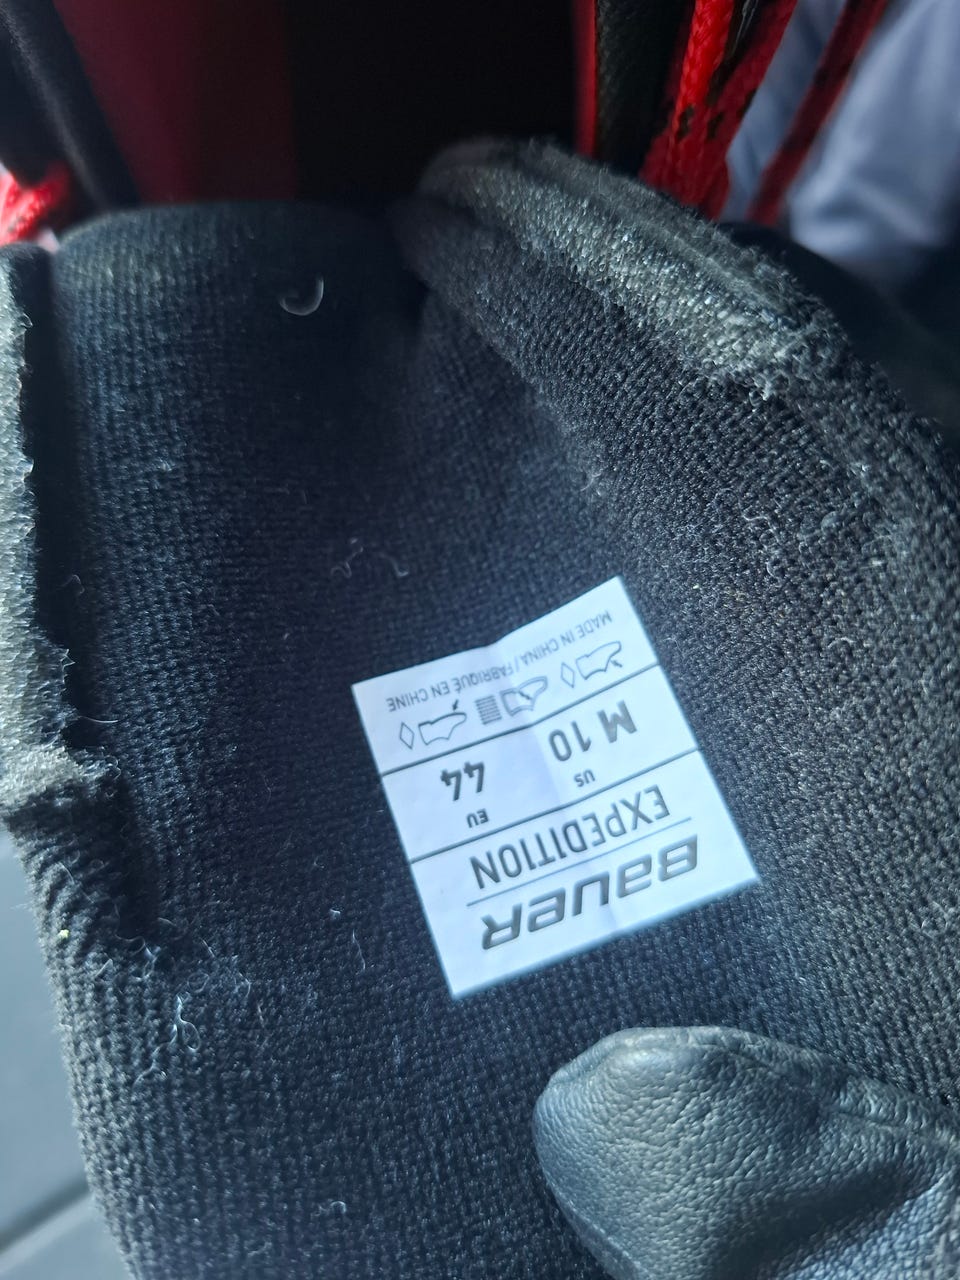 BAUER
EXPEDITION
US EU
M 10 44
MADE IN CHINA / FABRIQUÉ EN CHINE